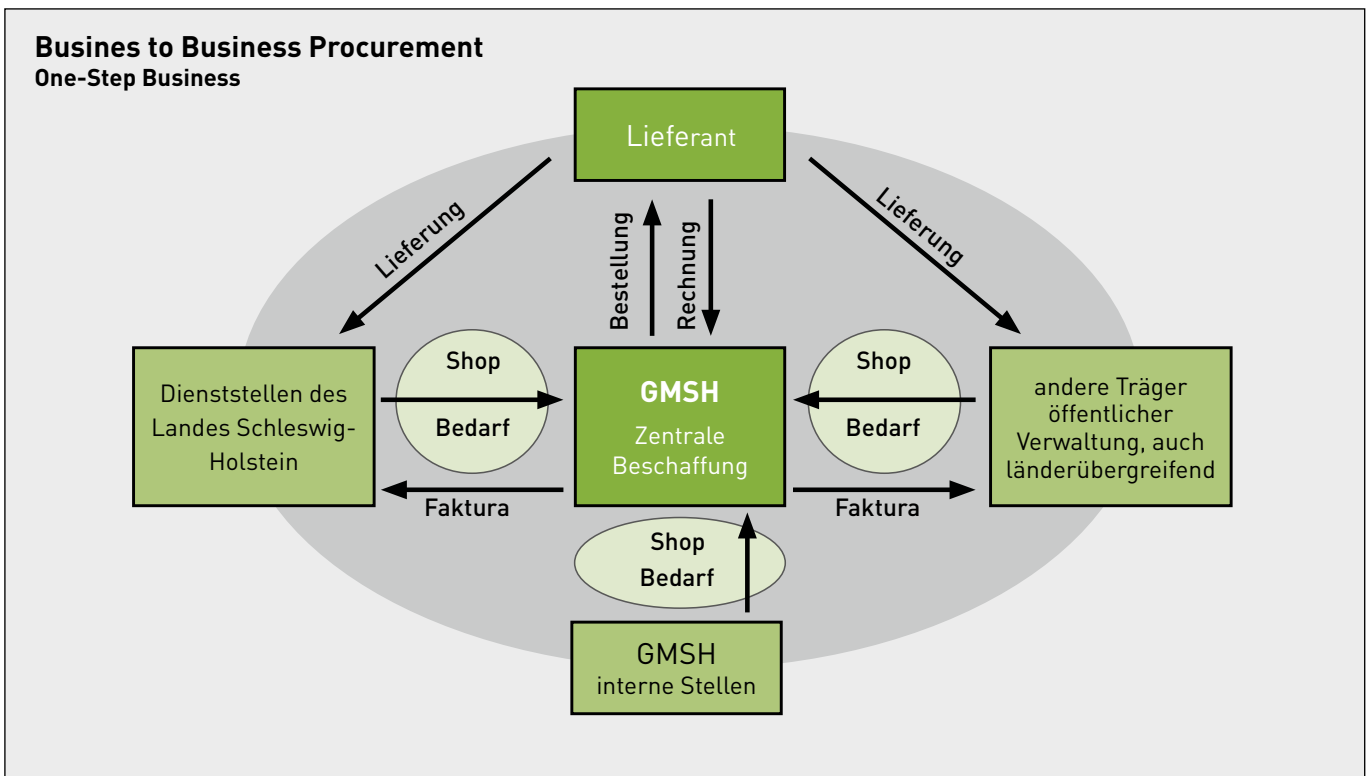 Busines to Business Procurement
One-Step Business
Lieferant
Lieferung
Bestellung
Rechnung
Lieferung
Dienststellen des
Landes Schleswig-
Holstein
Shop
Bedarf
Faktura
GMSH
Zentrale
Beschaffung
Shop
Bedarf
Faktura
andere Träger
öffentlicher
Verwaltung, auch
länderübergreifend
Shop
Bedarf
GMSH
interne Stellen